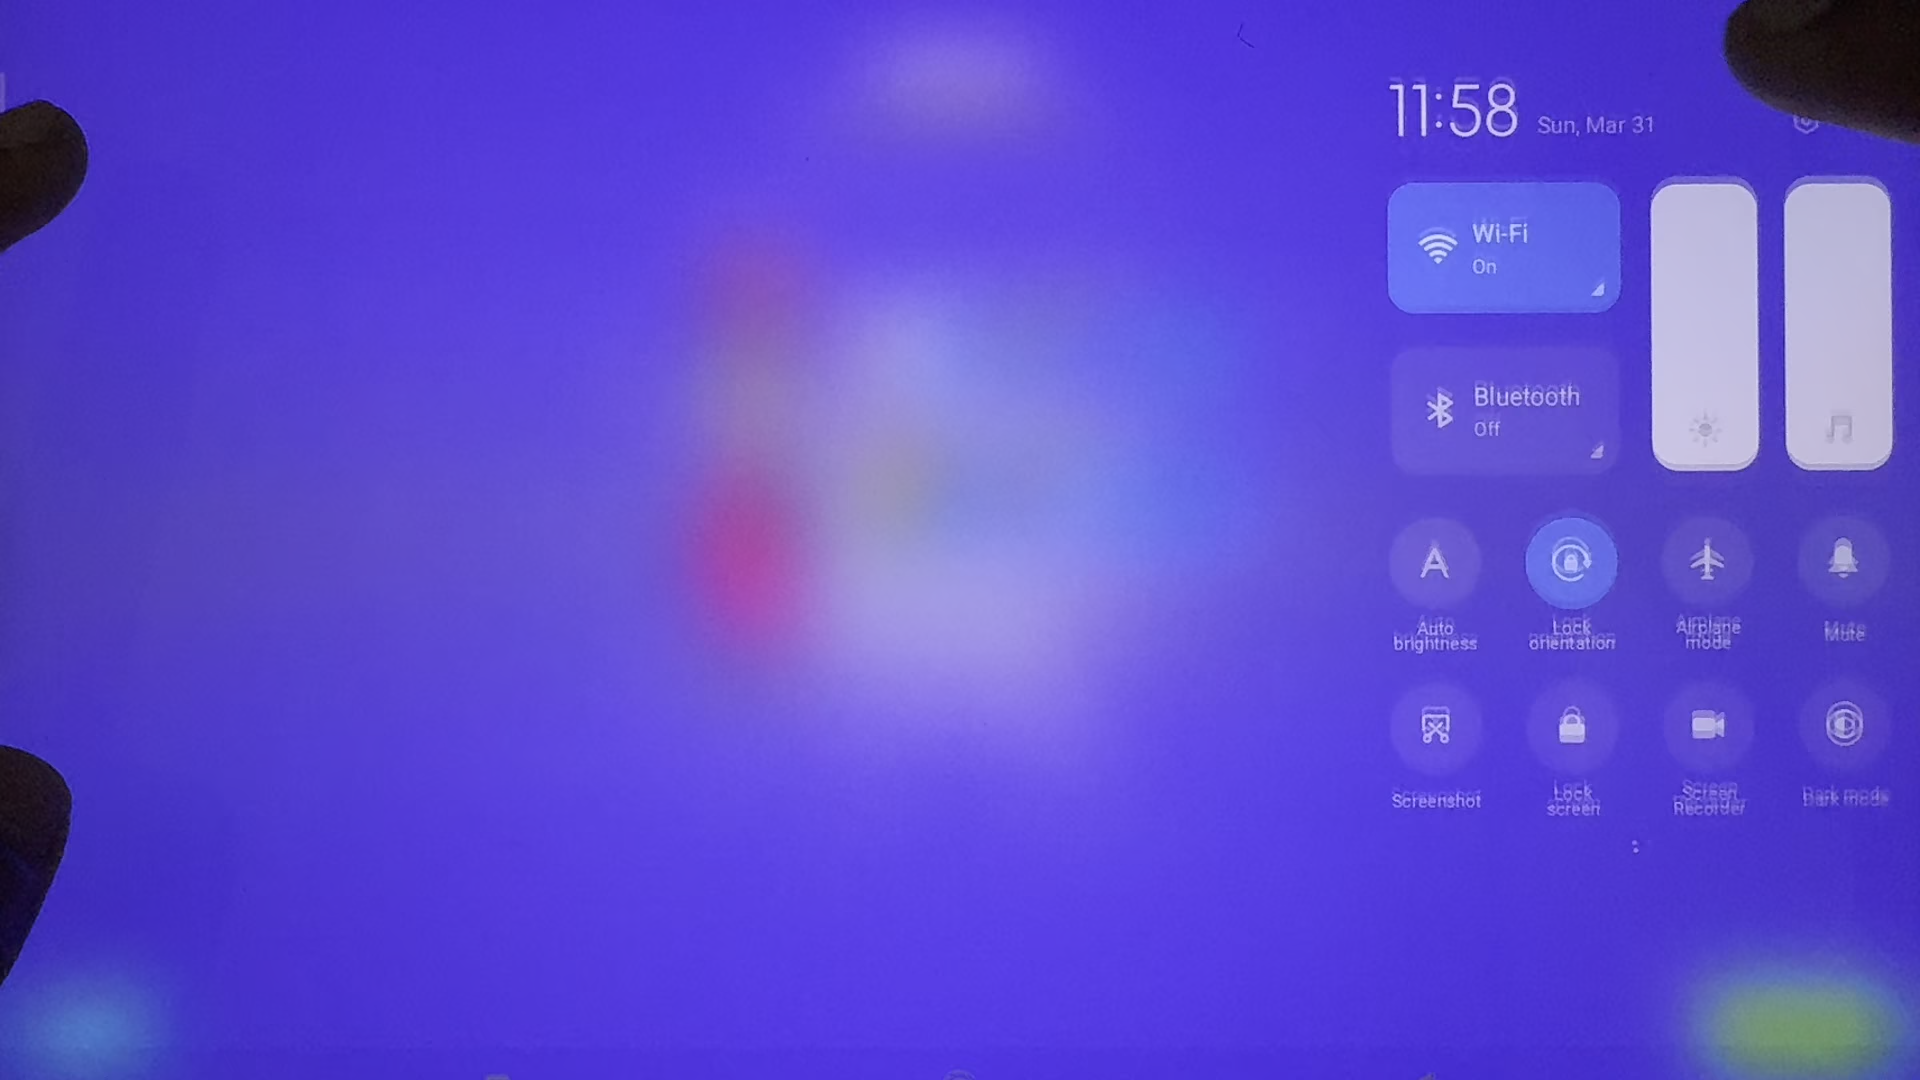 11:58 Sun, Mar 31
Wi-Fi
On
Bluetooth
Off
Auto
brightness
Lock
orientation
Airplane
mode
Mute
Screenshot
Lock
screen
Screen
Recorder
Dark mode